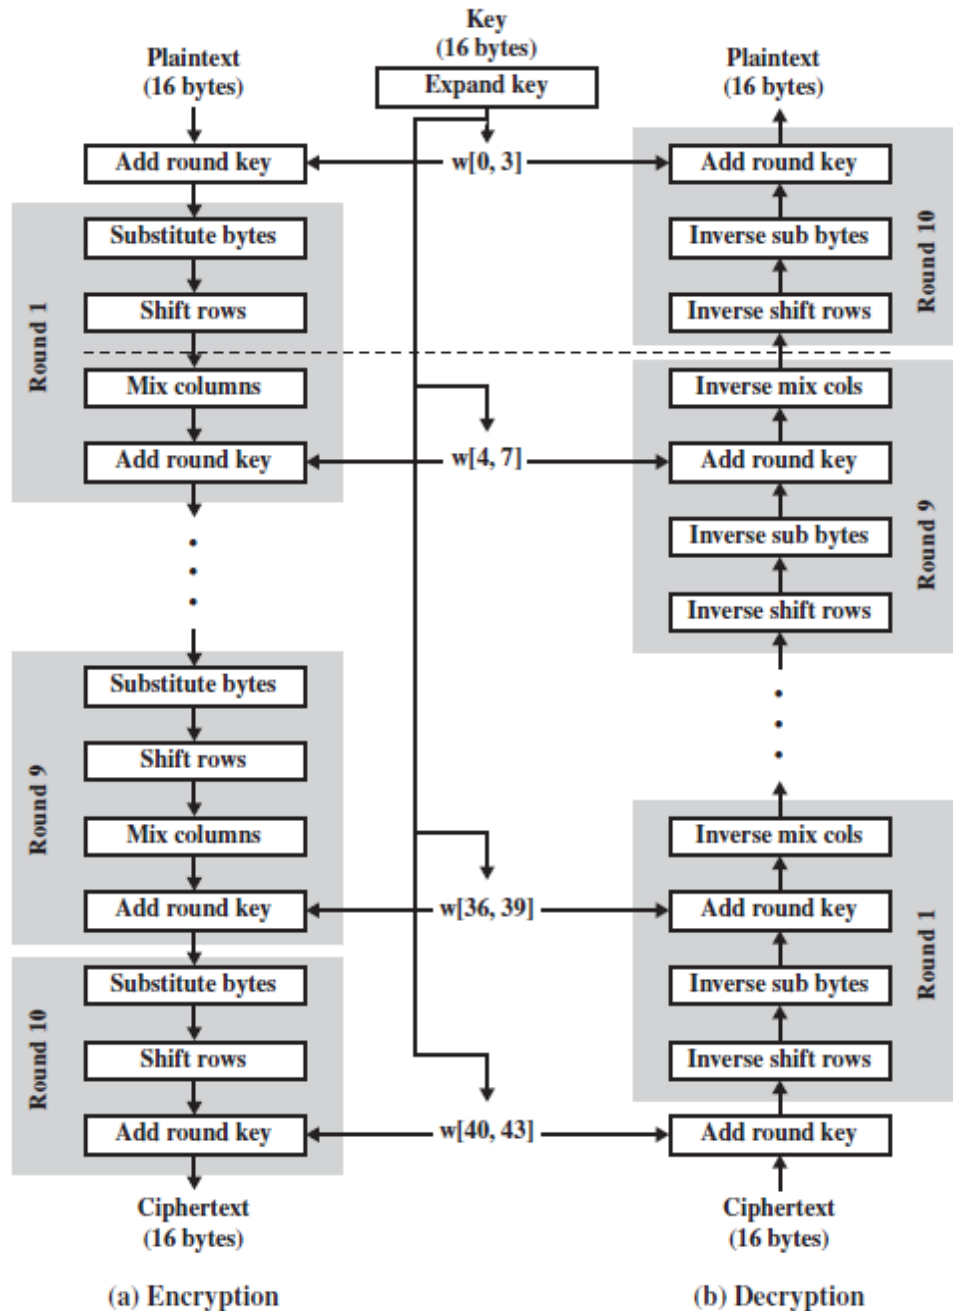 Key
(16 bytes)
Expand key
Plaintext
(16 bytes)
Add round key
Round 1
Substitute bytes
Shift rows
Mix columns
Add round key
Round 9
Substitute bytes
Shift rows
Mix columns
Add round key
Round 10
Substitute bytes
Shift rows
Add round key
Ciphertext
(16 bytes)
(a) Encryption
w[0, 3]
w[4, 7]
w[36, 39]
w[40, 43]
Plaintext
(16 bytes)
Add round key
Inverse sub bytes
Inverse shift rows
Round 10
Inverse mix cols
Add round key
Inverse sub bytes
Inverse shift rows
Round 9
Inverse mix cols
Add round key
Inverse sub bytes
Inverse shift rows
Round 1
Add round key
Ciphertext
(16 bytes)
(b) Decryption